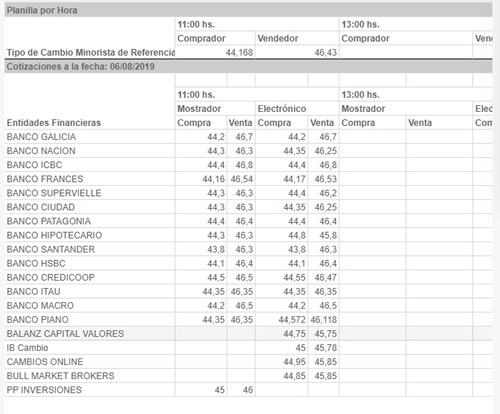 Planilla por Hora
11:00 hs. 13:00 hs.
Comprador Vendedor Comprador
Tipo de Cambio Minorista de Referencia 44,168 46,43
Cotizaciones a la fecha: 06/08/2019
11:00 hs. 13:00 hs.
Mostrador Electrónico Mostrador
Entidades Financieras Compra Venta Compra Venta Compra Venta
BANCO GALICIA 44,2 46,7 44,2 46,7
BANCO NACION 44,3 46,3 44,35 46,25
BANCO ICBC 44,4 46,8 44,4 46,8
BANCO FRANCES 44,16 46,54 44,17 46,53
BANCO SUPERVIELLE 44,3 46,3 44,4 46,2
BANCO CIUDAD 44,3 46,3 44,35 46,25
BANCO PATAGONIA 44,4 46,4 44,4 46,4
BANCO HIPOTECARIO 44,3 46,3 44,8 45,8
BANCO SANTANDER 43,8 46,3 43,8 46,3
BANCO HSBC 44,1 46,4 44,1 46,4
BANCO CREDICOOP 44,5 46,5 44,55 46,47
BANCO ITAU 44,35 46,35 44,35 46,35
BANCO MACRO 44,2 46,5 44,2 46,5
BANCO PIANO 44,35 46,35 44,572 46,118
BALANZ CAPITAL VALORES 44,75 45,75
IB Cambio 45 45,78
CAMBIOS ONLINE 44,95 45,85
BULL MARKET BROKERS 44,85 45,85
PP INVERSIONES 45 46